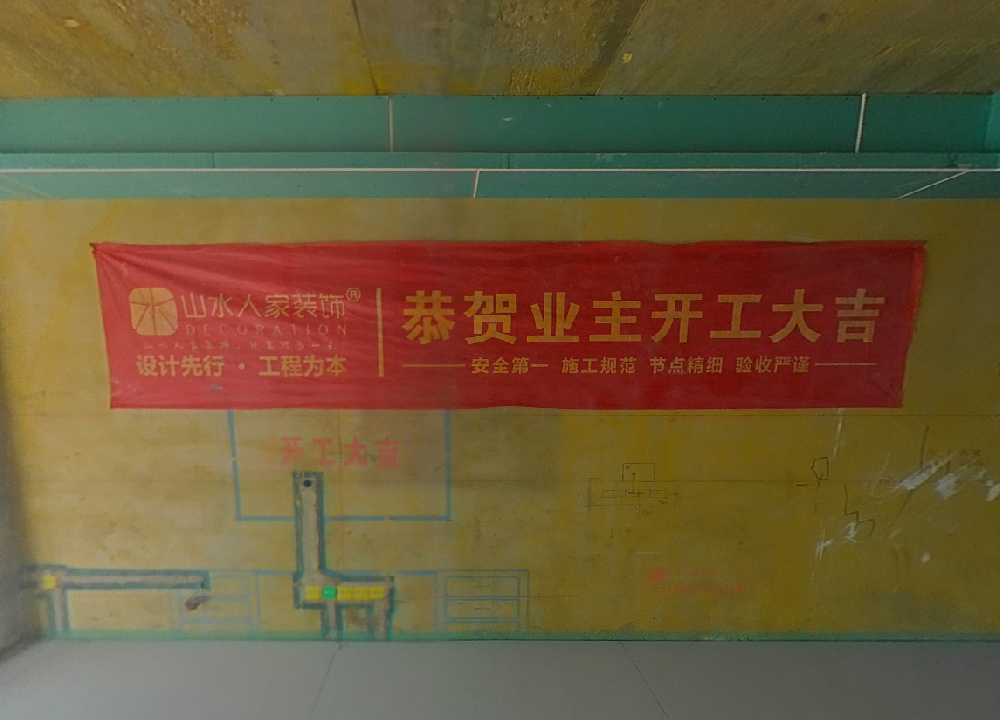 山水人家装饰®
DECORATION
设计先行·工程为本
恭贺业主开工大吉
安全第一 施工规范 节点精细 验收严谨
开工大吉